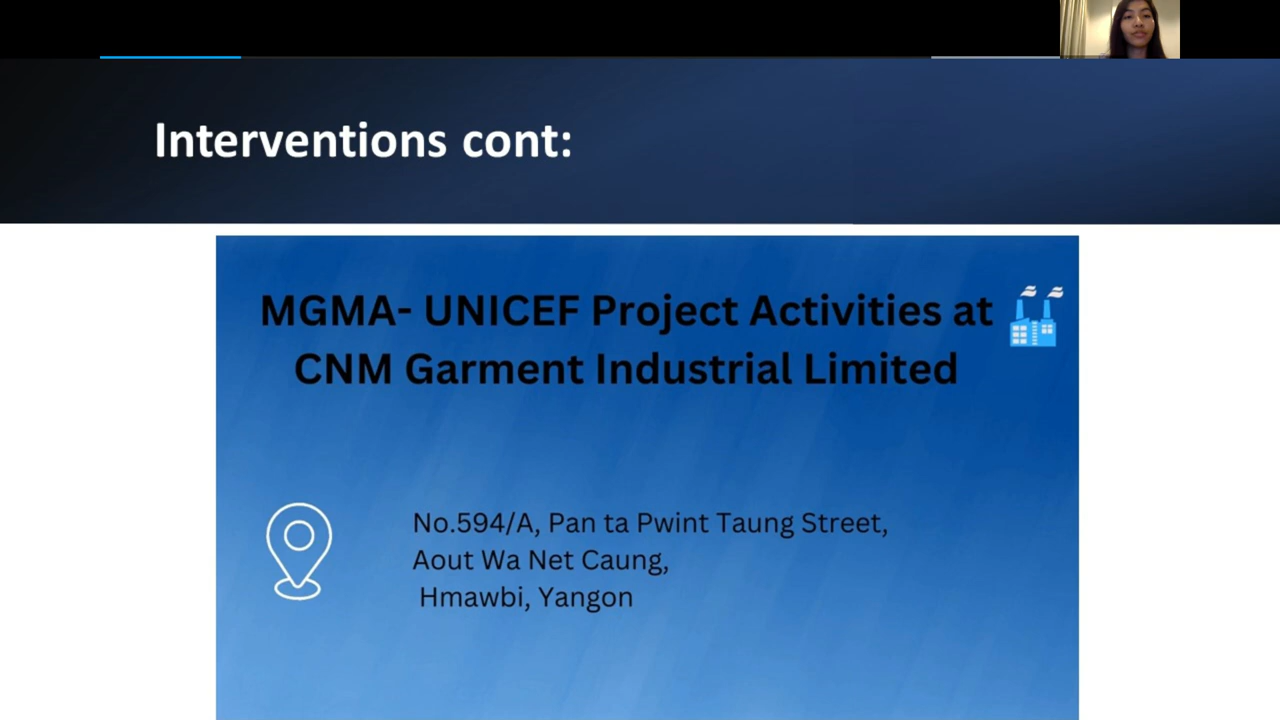 Interventions cont:
MGMA- UNICEF Project Activities at
CNM Garment Industrial Limited
No.594/A, Pan ta Pwint Taung Street,
Aout Wa Net Caung,
Hmawbi, Yangon